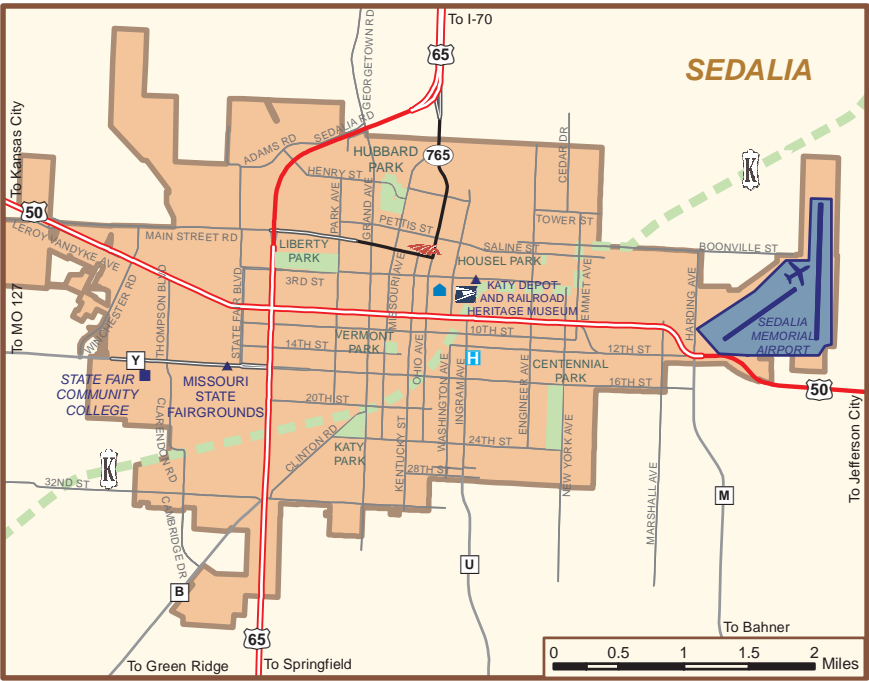 To I-70
65
SEDALIA
GEORGETOWN RD
To Kansas City
SEDALIA RD
ADAMS RD
HUBBARD
PARK
765
CEDAR DR
K
HENRY ST
PARK AVE
GRAND AVE
50
PETTIS ST
TOWER ST
LEROY VANDYKE AVE
MAIN STREET RD
LIBERTY
PARK
SALINE ST
BOONVILLE ST
HOUSEL PARK
3RD ST
MISSOURI AVE
KATY DEPOT
AND RAILROAD
HERITAGE MUSEUM
EMMET AVE
HARDING AVE
WINCHESTER RD
THOMPSON BLVD
STATE FAIR BLVD
To MO 127
10TH ST
SEDALIA
MEMORIAL
AIRPORT
VERMONT
PARK
14TH ST
OHIO AVE
12TH ST
Y
H
CENTENNIAL
PARK
16TH ST
STATE FAIR
COMMUNITY
COLLEGE
MISSOURI
STATE
FAIRGROUNDS
50
20TH ST
WASHINGTON AVE
INGRAM AVE
ENGINEER AVE
CLARENDON RD
CLINTON RD
KATY
PARK
KENTUCKY ST
24TH ST
NEW YORK AVE
To Jefferson City
K
28TH ST
32ND ST
MARSHALL AVE
M
CAMBRIDGE DR
U
B
65
To Bahner
To Green Ridge
To Springfield
0 0.5 1 1.5 2
Miles